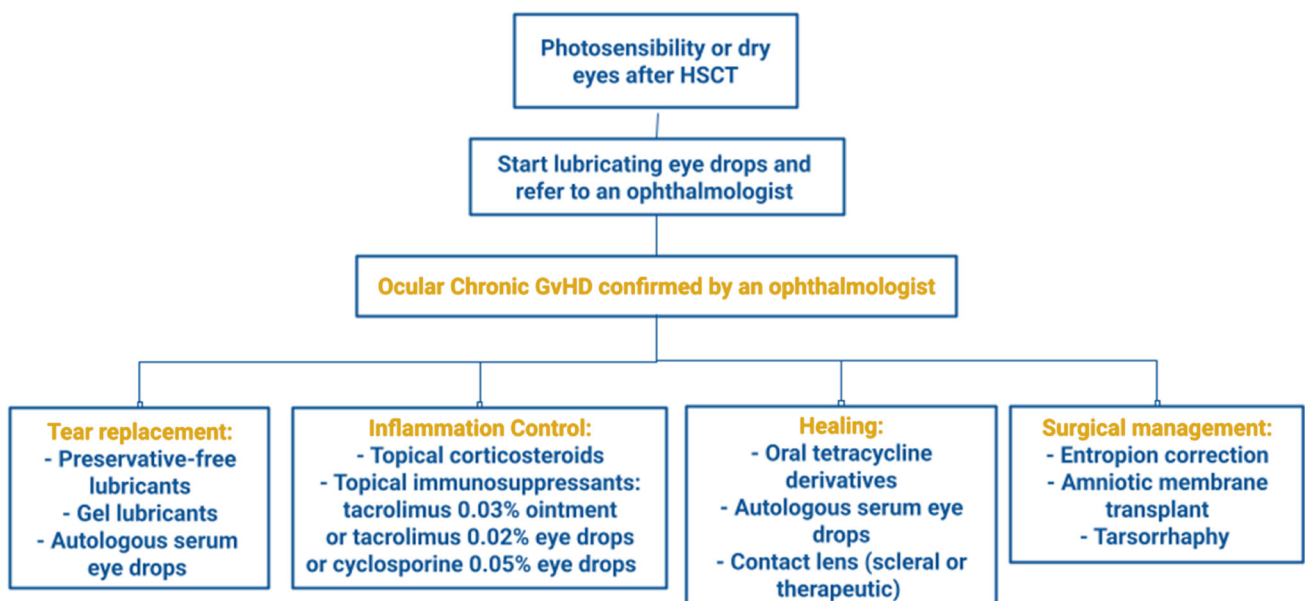 Photosensibility or dry
eyes after HSCT
Start lubricating eye drops and
refer to an ophthalmologist
Ocular Chronic GvHD confirmed by an ophthalmologist
Tear replacement:
- Preservative-free
lubricants
- Gel lubricants
- Autologous serum
eye drops
Inflammation Control:
- Topical corticosteroids
- Topical immunosuppressants:
tacrolimus 0.03% ointment
or tacrolimus 0.02% eye drops
or cyclosporine 0.05% eye drops
Healing:
- Oral tetracycline
derivatives
- Autologous serum eye
drops
- Contact lens (scleral or
therapeutic)
Surgical management:
- Entropion correction
- Amniotic membrane
transplant
- Tarsorrhaphy